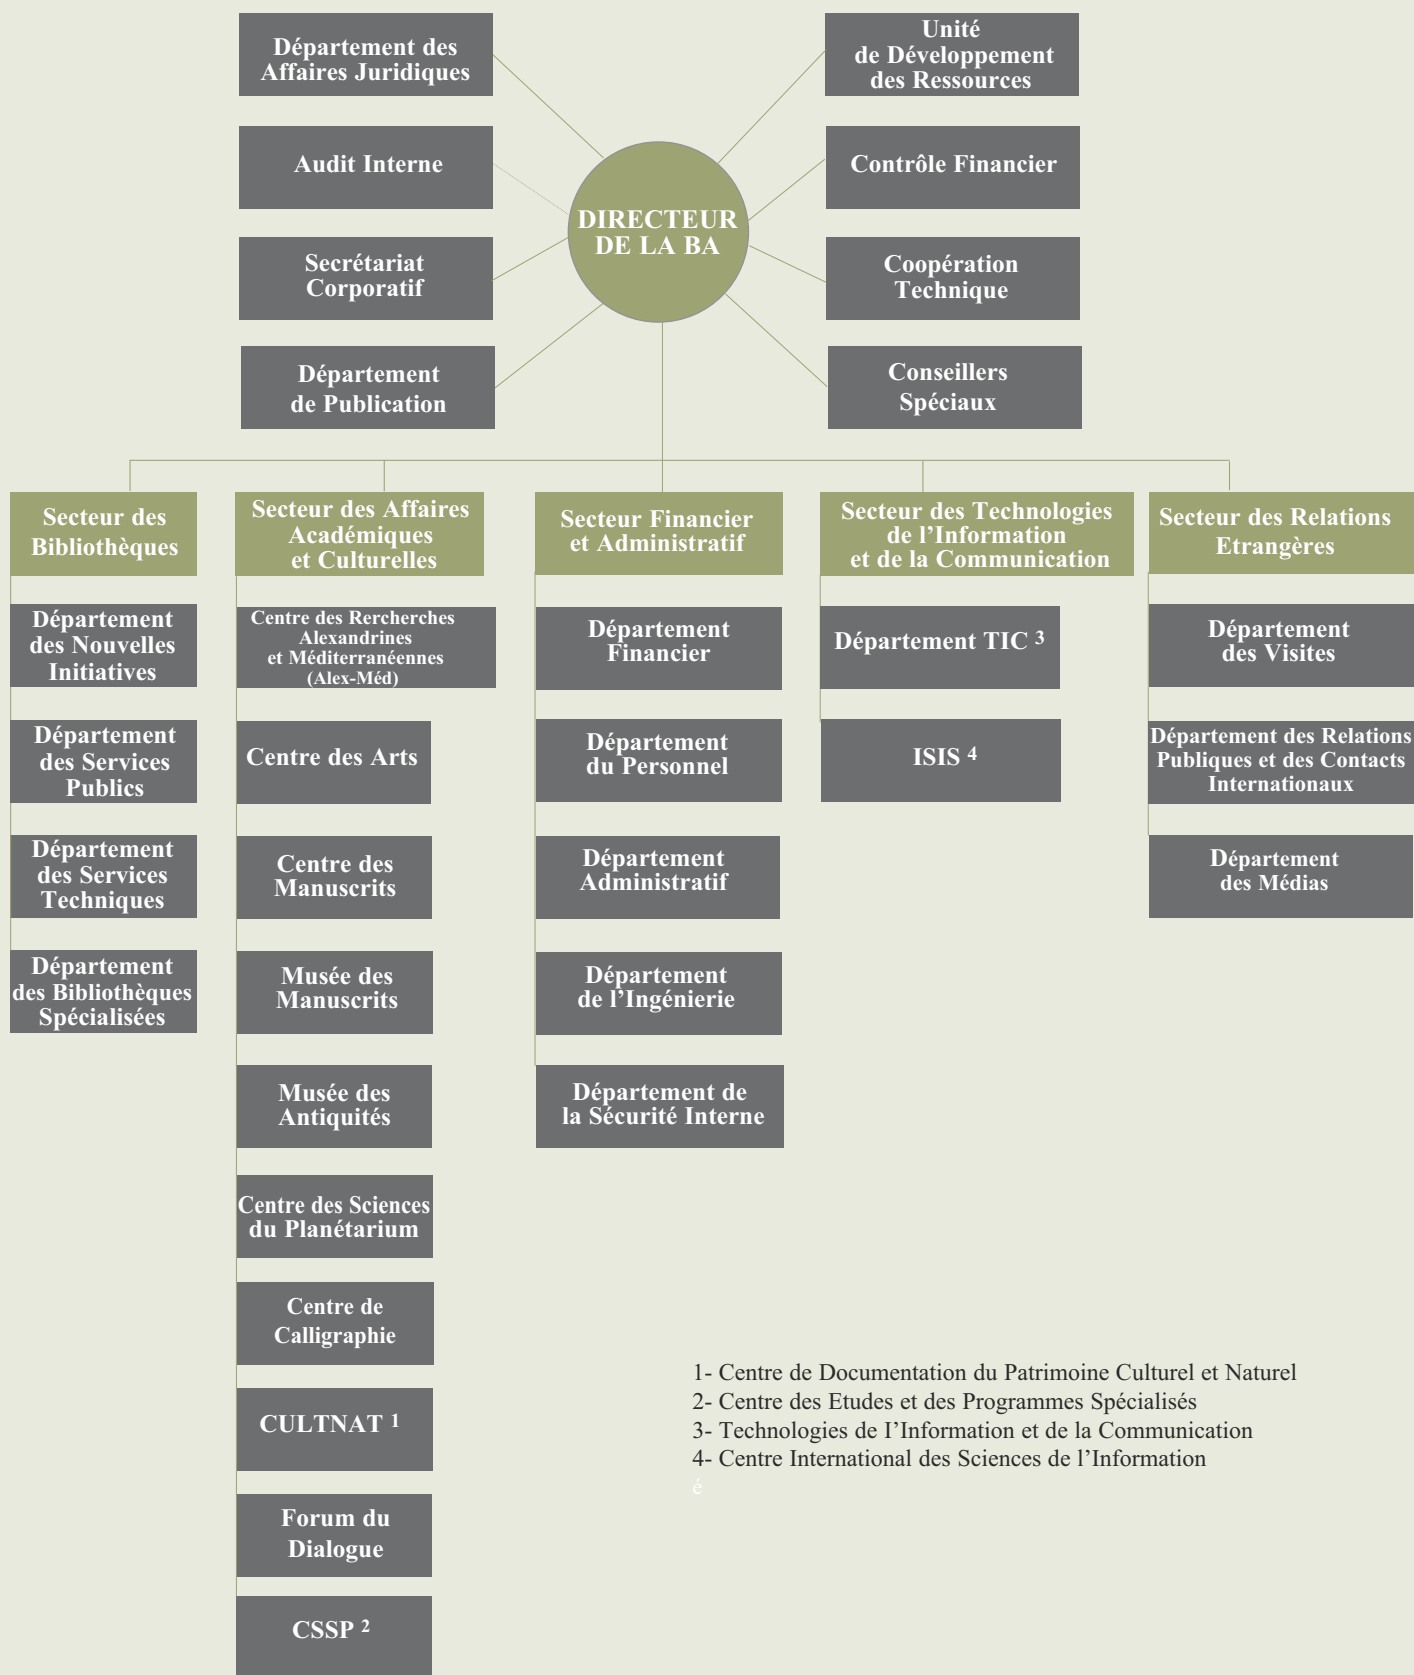 Département des
Affaires Juridiques
Unité
de Développement
des Ressources
Audit Interne
Contrôle Financier
DIRECTEUR
DE LA BA
Secrétariat
Corporatif
Coopération
Technique
Département
de Publication
Conseillers
Spéciaux
Secteur des
Bibliothèques
Département
des Nouvelles
Initiatives
Département
des Services
Publics
Département
des Services
Techniques
Département
des Bibliothèques
Spécialisées
Secteur des Affaires
Académiques
et Culturelles
Centre des Rercherches
Alexandrines
et Méditerranéennes
(Alex-Méd)
Centre des Arts
Centre des
Manuscrits
Musée des
Manuscrits
Musée des
Antiquités
Centre des Sciences
du Planétarium
Centre de
Calligraphie
CULTNAT 1
Forum du
Dialogue
CSSP 2
Secteur Financier
et Administratif
Département
Financier
Département
du Personnel
Département
Administratif
Département
de l’Ingénierie
Département de
la Sécurité Interne
Secteur des Technologies
de l’Information
et de la Communication
Département TIC 3
ISIS 4
Secteur des Relations
Etrangères
Département
des Visites
Département des Relations
Publiques et des Contacts
Internationaux
Département
des Médias
1- Centre de Documentation du Patrimoine Culturel et Naturel
2- Centre des Etudes et des Programmes Spécialisés
3- Technologies de I’Information et de la Communication
4- Centre International des Sciences de l’Information
é